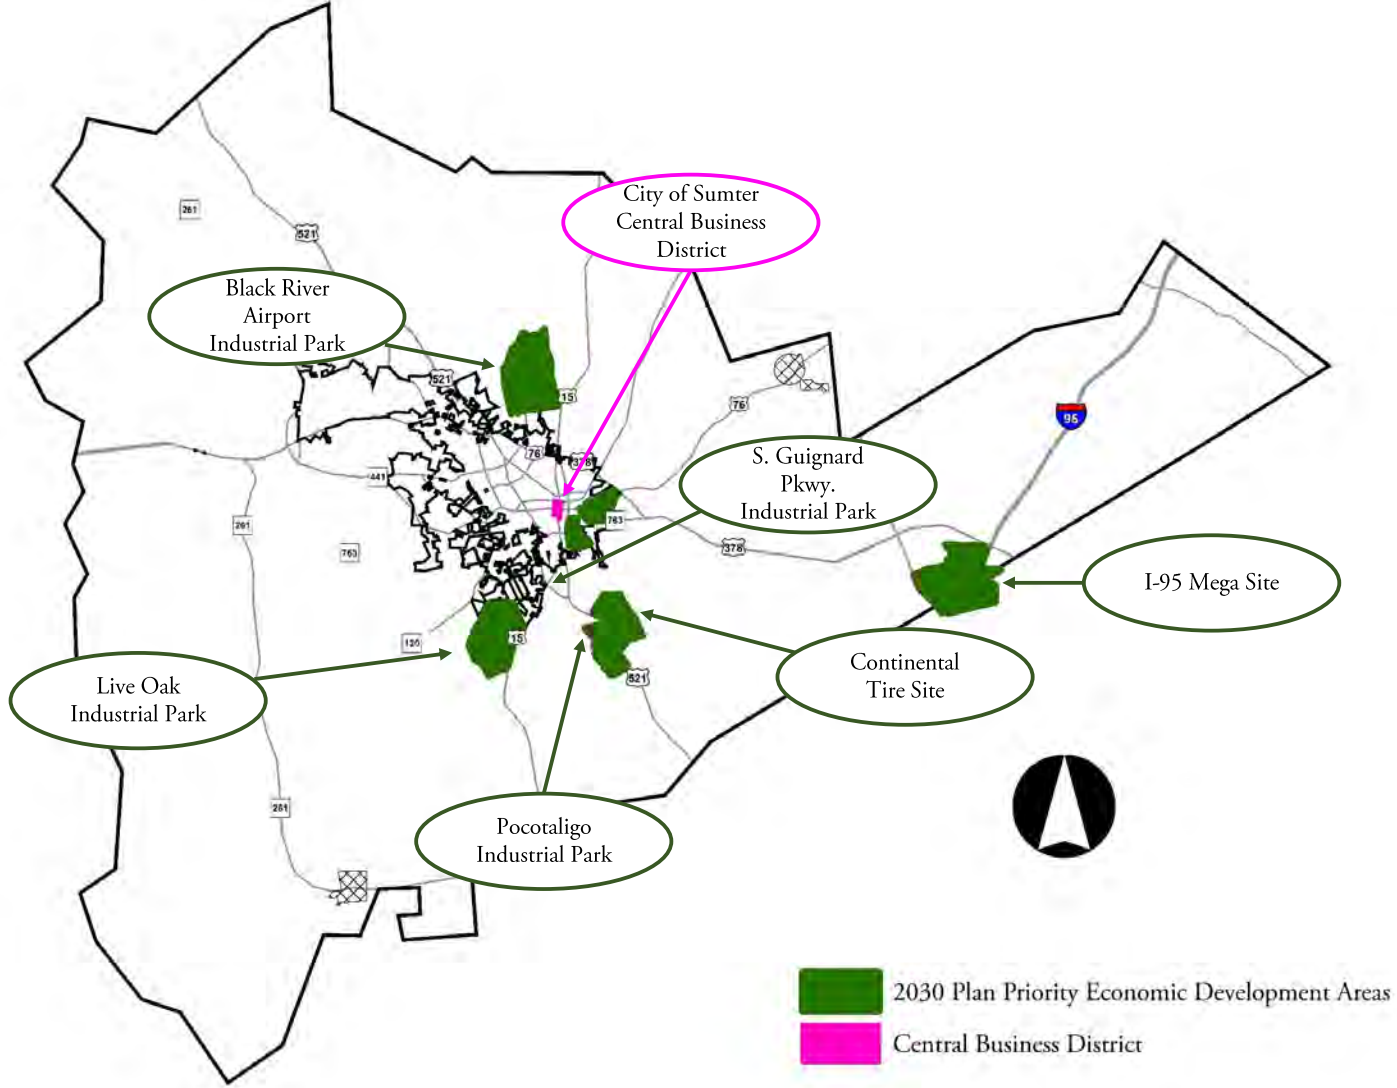 City of Sumter
Central Business
District
261
521
Black River
Airport
Industrial Park
521
15
76
95
76
378
S. Guignard
Pkwy.
Industrial Park
441
261
763
763
378
I-95 Mega Site
15
521
Continental
Tire Site
Live Oak
Industrial Park
261
Pocotaligo
Industrial Park
2030 Plan Priority Economic Development Areas
Central Business District